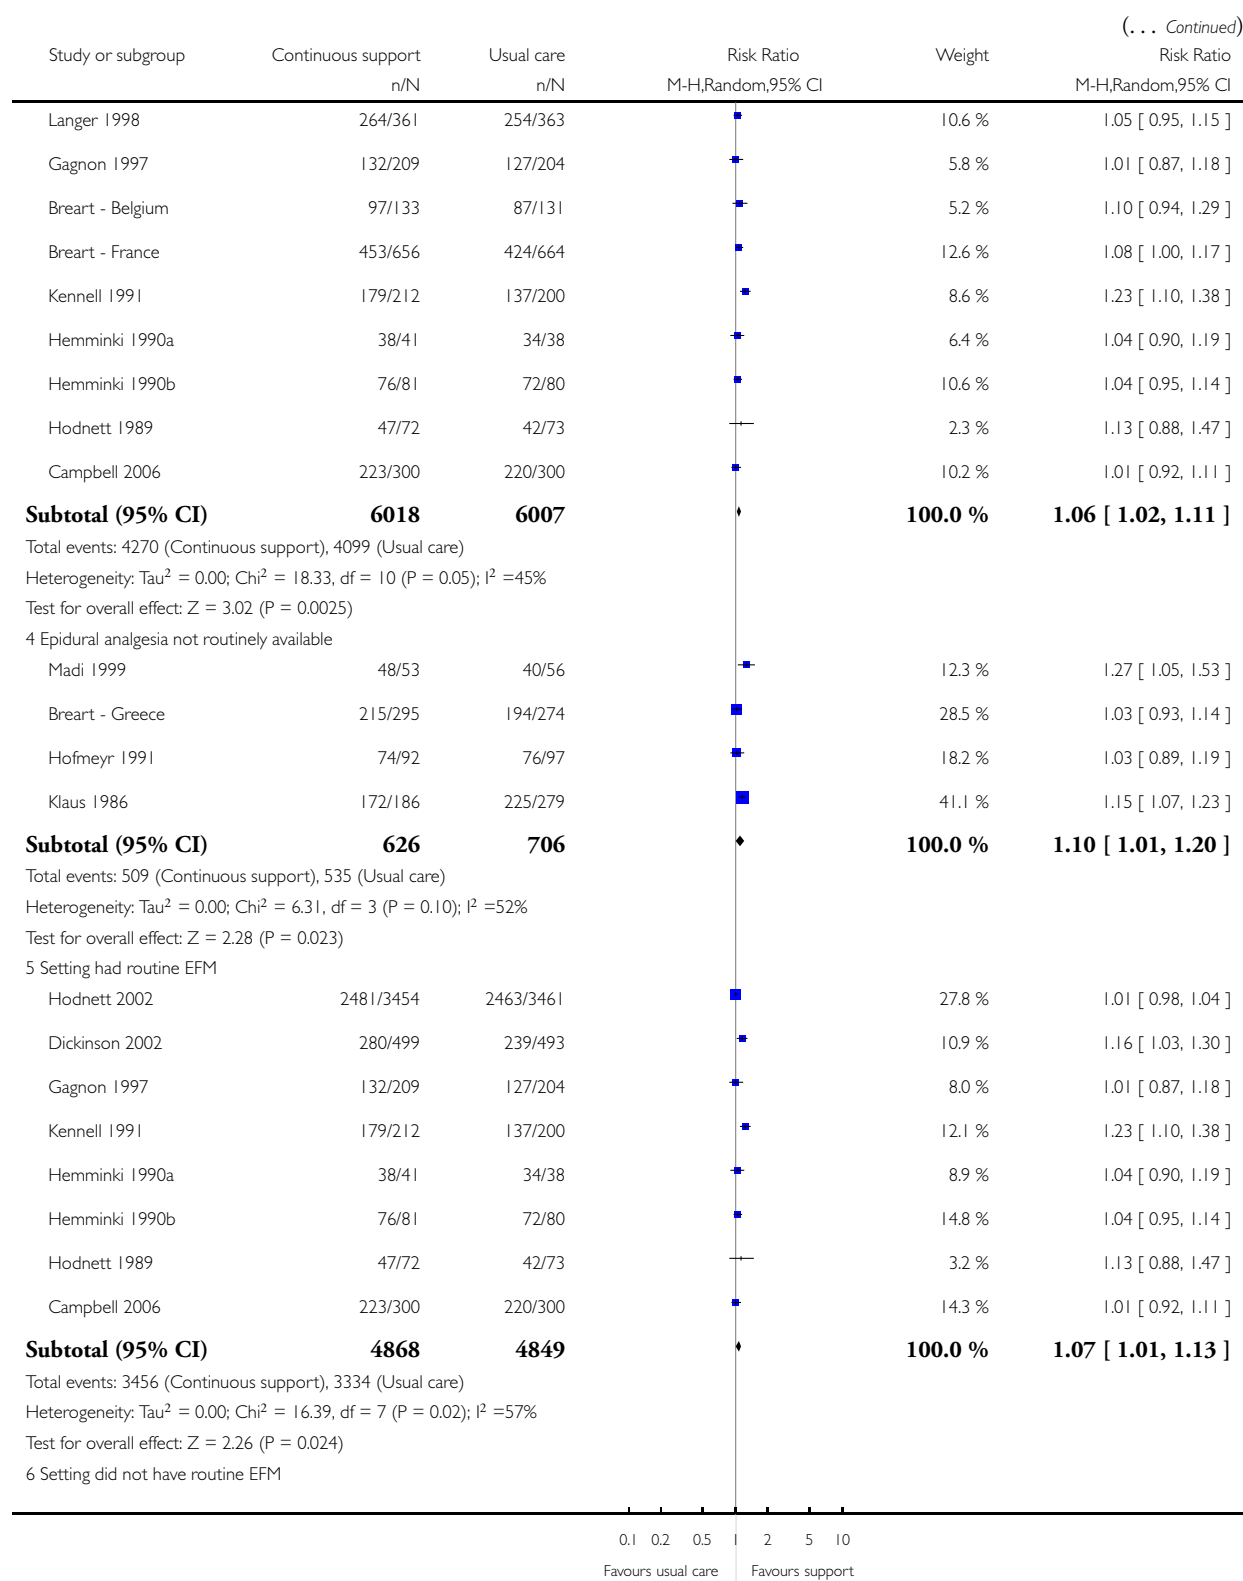 (... Continued)
Study or subgroup Continuous support Usual care Risk Ratio Weight Risk Ratio
n/N n/N M-H,Random,95% CI M-H,Random,95% CI
Langer 1998 264/361 254/363 10.6 % 1.05 [ 0.95, 1.15 ]
Gagnon 1997 132/209 127/204 5.8 % 1.01 [ 0.87, 1.18 ]
Breart - Belgium 97/133 87/131 5.2 % 1.10 [ 0.94, 1.29 ]
Breart - France 453/656 424/664 12.6 % 1.08 [ 1.00, 1.17 ]
Kennell 1991 179/212 137/200 8.6 % 1.23 [ 1.10, 1.38 ]
Hemminki 1990a 38/41 34/38 6.4 % 1.04 [ 0.90, 1.19 ]
Hemminki 1990b 76/81 72/80 10.6 % 1.04 [ 0.95, 1.14 ]
Hodnett 1989 47/72 42/73 2.3 % 1.13 [ 0.88, 1.47 ]
Campbell 2006 223/300 220/300 10.2 % 1.01 [ 0.92, 1.11 ]
Subtotal (95% CI) 6018 6007 100.0 % 1.06 [ 1.02, 1.11 ]
Total events: 4270 (Continuous support), 4099 (Usual care)
Heterogeneity: Tau² = 0.00; Chi² = 18.33, df = 10 (P = 0.05); I² =45%
Test for overall effect: Z = 3.02 (P = 0.0025)
4 Epidural analgesia not routinely available
Madi 1999 48/53 40/56 12.3 % 1.27 [ 1.05, 1.53 ]
Breart - Greece 215/295 194/274 28.5 % 1.03 [ 0.93, 1.14 ]
Hofmeyr 1991 74/92 76/97 18.2 % 1.03 [ 0.89, 1.19 ]
Klaus 1986 172/186 225/279 41.1 % 1.15 [ 1.07, 1.23 ]
Subtotal (95% CI) 626 706 100.0 % 1.10 [ 1.01, 1.20 ]
Total events: 509 (Continuous support), 535 (Usual care)
Heterogeneity: Tau² = 0.00; Chi² = 6.31, df = 3 (P = 0.10); I² =52%
Test for overall effect: Z = 2.28 (P = 0.023)
5 Setting had routine EFM
Hodnett 2002 2481/3454 2463/3461 27.8 % 1.01 [ 0.98, 1.04 ]
Dickinson 2002 280/499 239/493 10.9 % 1.16 [ 1.03, 1.30 ]
Gagnon 1997 132/209 127/204 8.0 % 1.01 [ 0.87, 1.18 ]
Kennell 1991 179/212 137/200 12.1 % 1.23 [ 1.10, 1.38 ]
Hemminki 1990a 38/41 34/38 8.9 % 1.04 [ 0.90, 1.19 ]
Hemminki 1990b 76/81 72/80 14.8 % 1.04 [ 0.95, 1.14 ]
Hodnett 1989 47/72 42/73 3.2 % 1.13 [ 0.88, 1.47 ]
Campbell 2006 223/300 220/300 14.3 % 1.01 [ 0.92, 1.11 ]
Subtotal (95% CI) 4868 4849 100.0 % 1.07 [ 1.01, 1.13 ]
Total events: 3456 (Continuous support), 3334 (Usual care)
Heterogeneity: Tau² = 0.00; Chi² = 16.39, df = 7 (P = 0.02); I² =57%
Test for overall effect: Z = 2.26 (P = 0.024)
6 Setting did not have routine EFM
0.1 0.2 0.5 1 2 5 10
Favours usual care Favours support